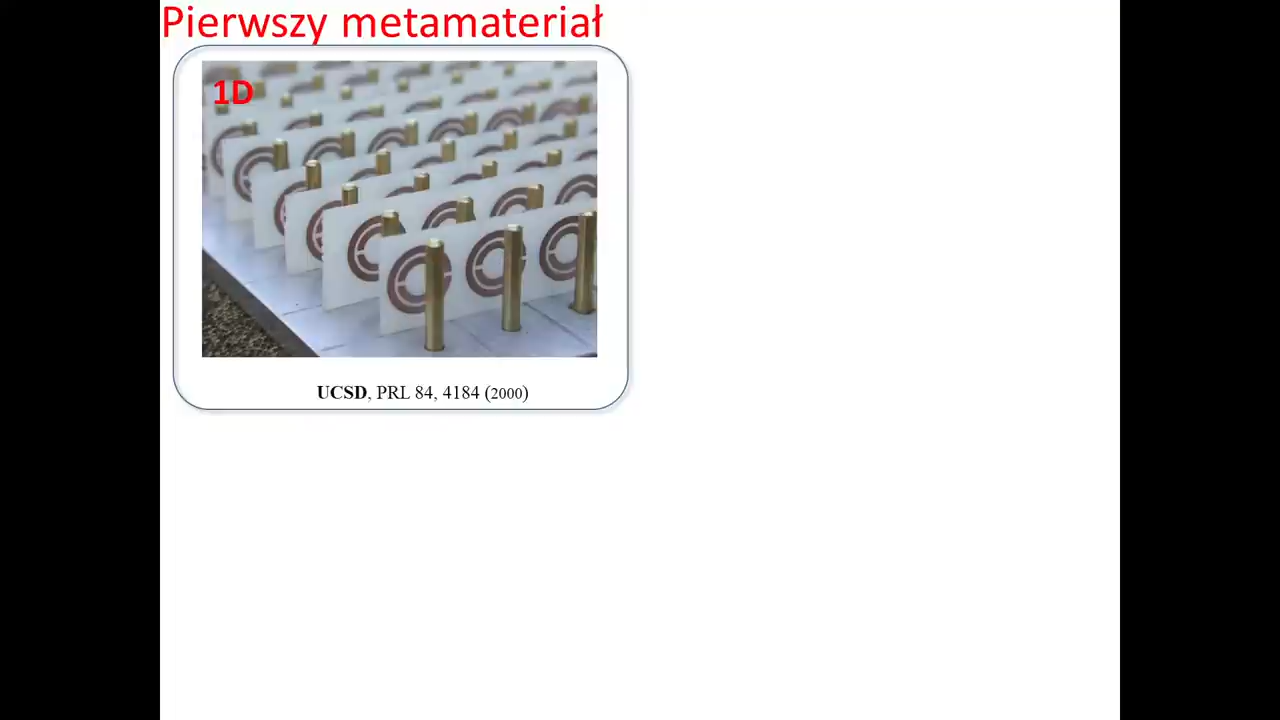 Pierwszy metamateriał
1D
UCSD, PRL 84, 4184 (2000)